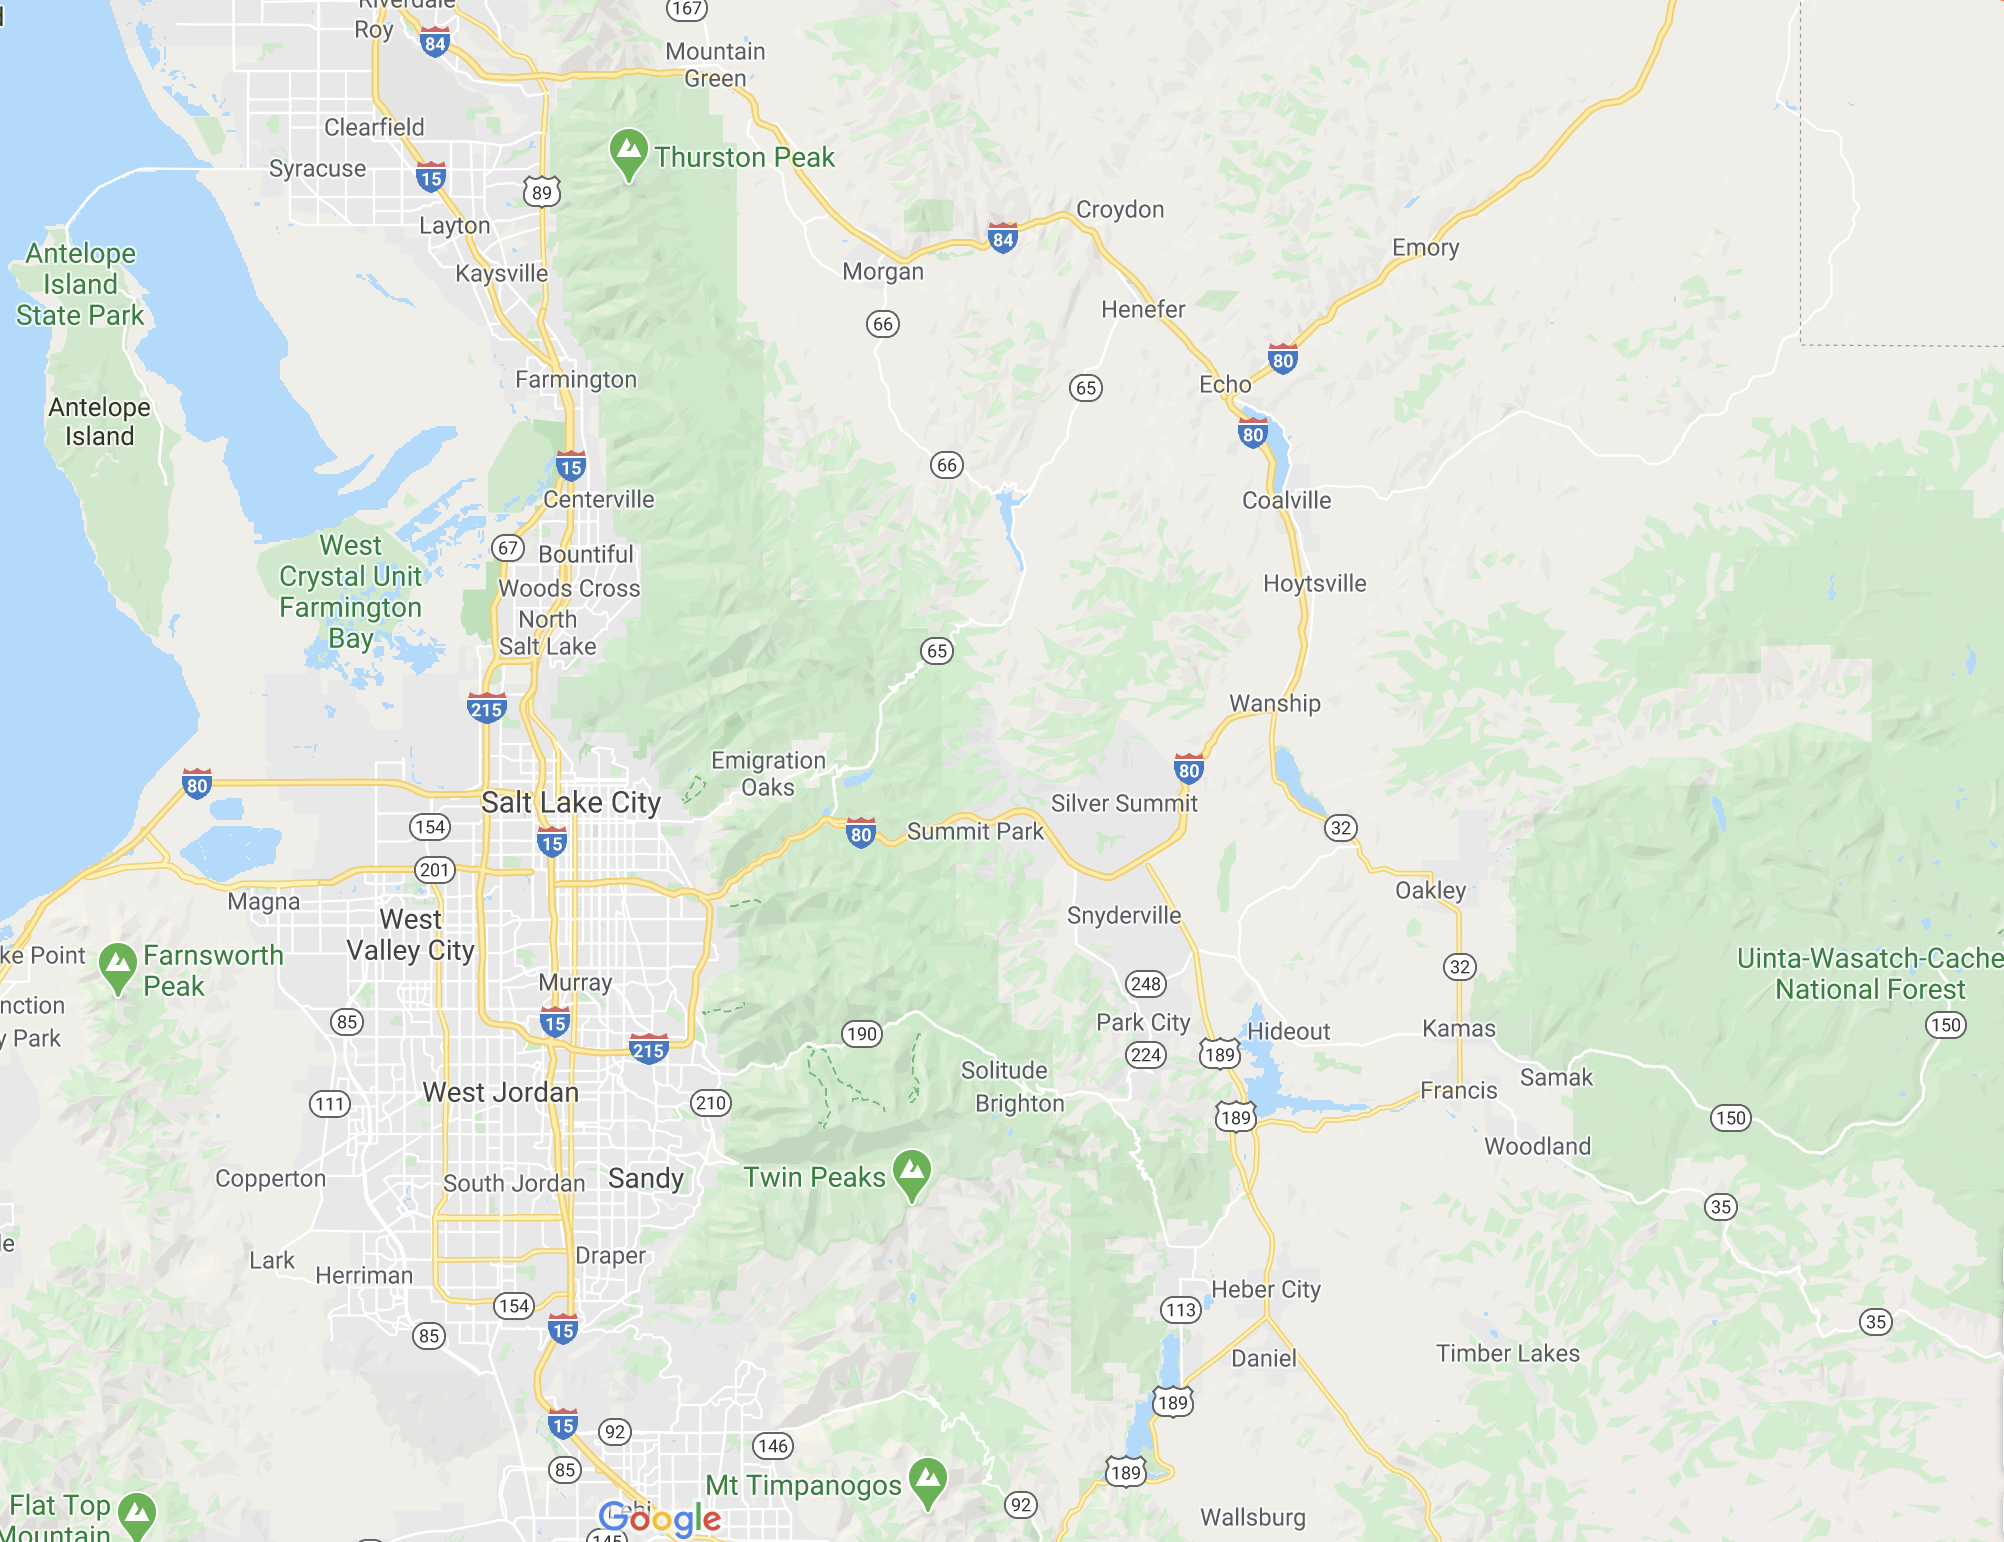 Riverdale
Roy
84
167
Mountain
Green
Clearfield
Syracuse
15
89
Thurston Peak
Layton
Kaysville
Antelope
Island
State Park
Croydon
84
Morgan
Emory
66
Henefer
80
Echo
65
80
Farmington
Antelope
Island
15
66
Centerville
Coalville
67
Bountiful
West
Crystal Unit
Farmington
Bay
Woods Cross
North
Salt Lake
Hoytsville
65
215
Wanship
Emigration
Oaks
80
80
Salt Lake City
Silver Summit
154
15
80
Summit Park
32
201
Magna
Oakley
West
Valley City
Snyderville
ke Point
Farnsworth
Peak
Murray
248
32
Uinta-Wasatch-Cache
National Forest
nction
y Park
85
15
190
Park City
Hideout
Kamas
150
215
224
189
Solitude
Brighton
Samak
West Jordan
111
210
189
Francis
150
Woodland
Copperton
South Jordan
Sandy
Twin Peaks
35
le
Lark
Draper
Herriman
Heber City
154
113
85
15
35
Daniel
Timber Lakes
189
15
92
146
85
189
Mt Timpanogos
92
Flat Top
Mountain
Lehi
Google
145
Wallsburg